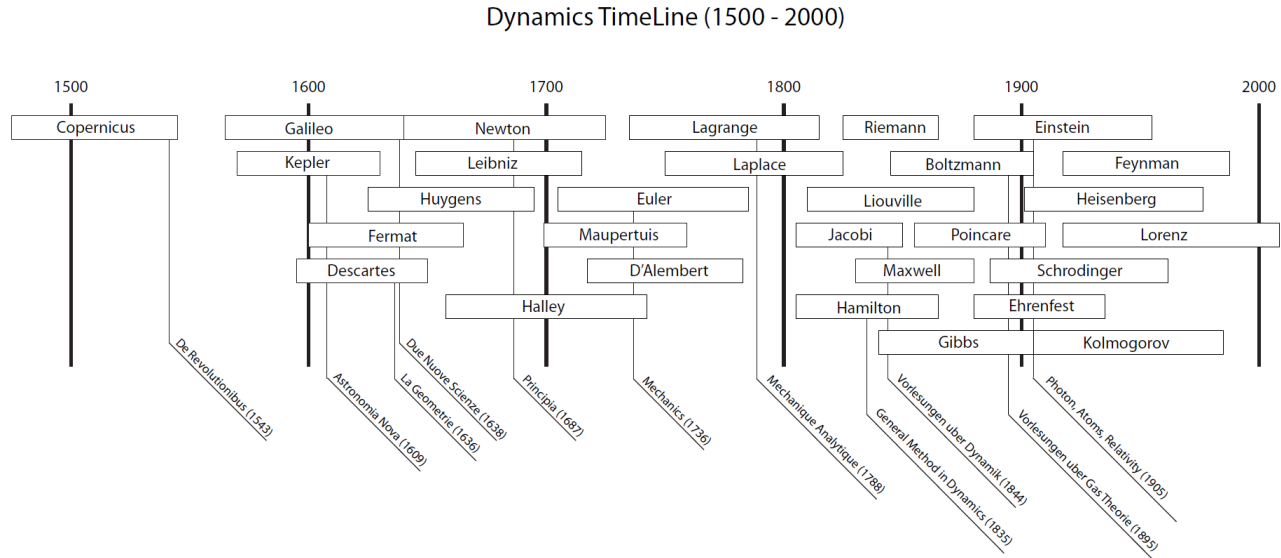 Dynamics TimeLine (1500 - 2000)
1500 1600 1700 1800 1900 2000
Copernicus Galileo Newton Lagrange Riemann Einstein
Kepler Leibniz Laplace Boltzmann Feynman
Huygens Euler Liouville Heisenberg
Fermat Maupertuis Jacobi Poincare Lorenz
Descartes D'Alembert Maxwell Schrodinger
Halley Hamilton Ehrenfest
Gibbs Kolmogorov
De Revolutionibus (1543)
Astronomia Nova (1609)
La Geometrie (1636)
Due Nuove Scienze (1638)
Principia (1687)
Mechanics (1736)
Mechanique Analytique (1788)
General Method in Dynamics (1835)
Vorlesungen uber Dynamik (1844)
Vorlesungen uber Gas Theorie (1895)
Photon, Atoms, Relativity (1905)